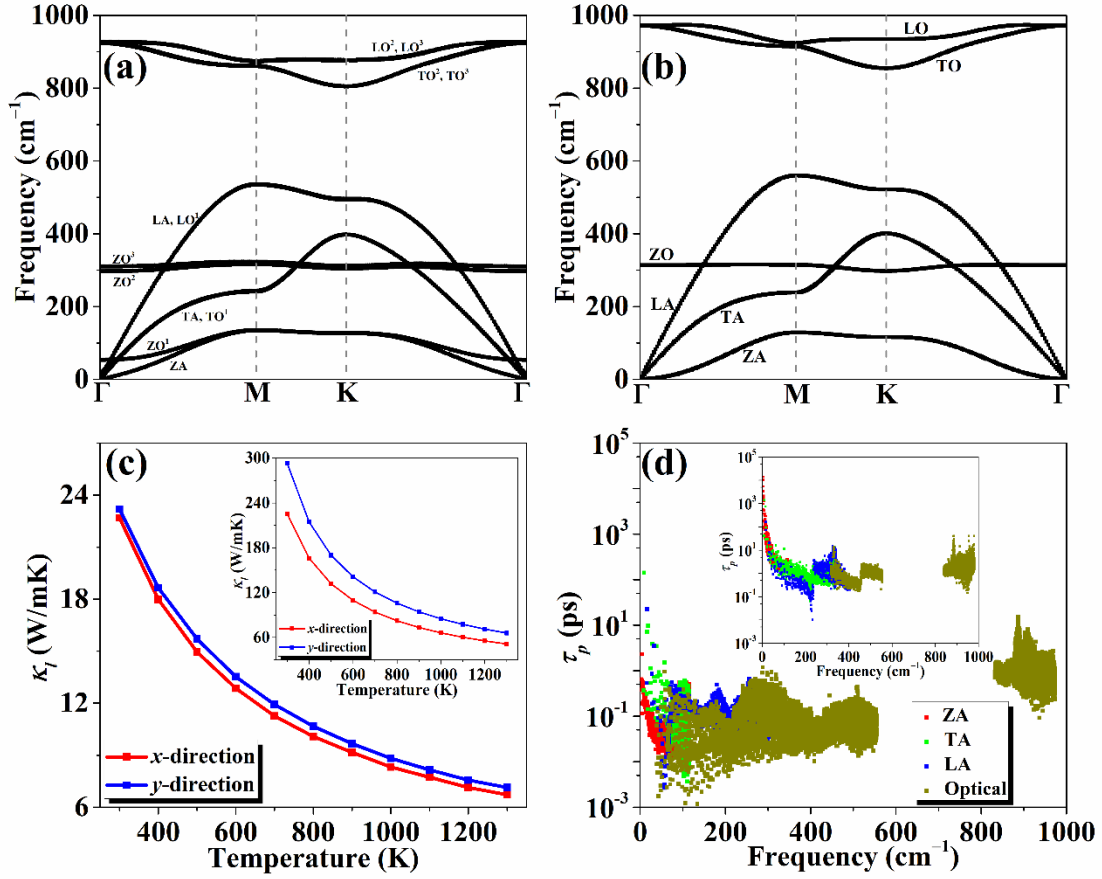 (a)
1000
800
600
400
200
0
Frequency (cm⁻¹)
LO², LO³
TO², TO³
LA, LO¹
ZO³
ZO²
TA, TO¹
ZO¹
ZA
Γ M K Γ
(b)
1000
800
600
400
200
0
Frequency (cm⁻¹)
LO
TO
ZO
LA
TA
ZA
Γ M K Γ
(c)
24
18
12
6
κl (W/mK)
x-direction
y-direction
400 600 800 1000 1200
Temperature (K)
300
240
180
120
60
κl (W/mK)
x-direction
y-direction
400 600 800 1000 1200
Temperature (K)
(d)
10⁵
10³
10¹
10⁻¹
10⁻³
τp (ps)
ZA
TA
LA
Optical
0 200 400 600 800 1000
Frequency (cm⁻¹)
10⁵
10³
10¹
10⁻¹
10⁻³
τp (ps)
0 200 400 600 800 1000
Frequency (cm⁻¹)